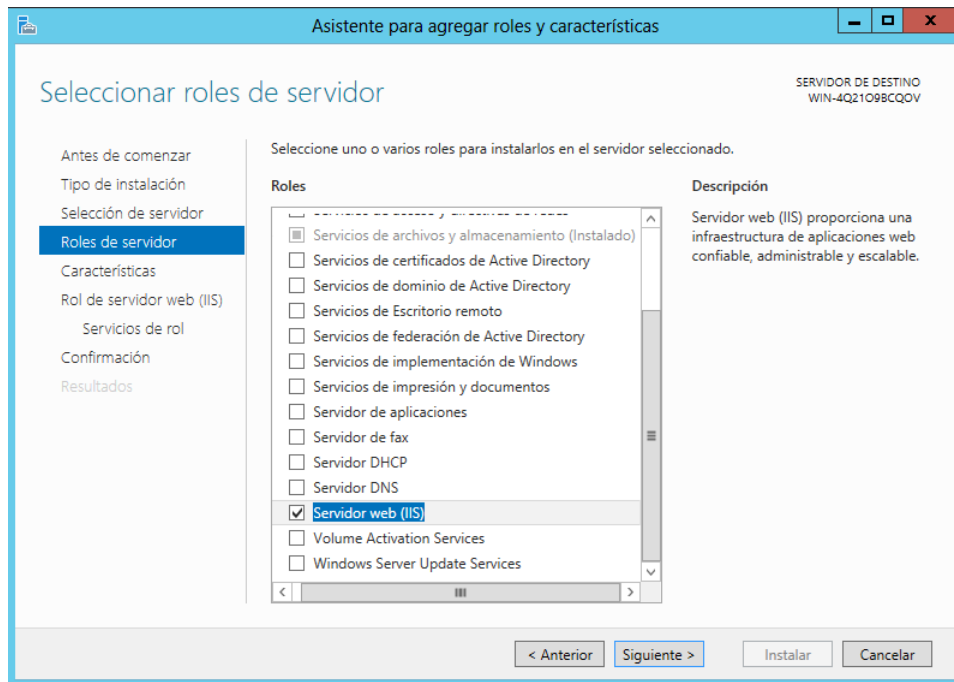 Asistente para agregar roles y características
Seleccionar roles de servidor
SERVIDOR DE DESTINO
WIN-4Q21O9BCQOV
Antes de comenzar
Tipo de instalación
Selección de servidor
Roles de servidor
Características
Rol de servidor web (IIS)
Servicios de rol
Confirmación
Resultados
Seleccione uno o varios roles para instalarlos en el servidor seleccionado.
Roles
Servicios de archivos y almacenamiento (Instalado)
Servicios de certificados de Active Directory
Servicios de dominio de Active Directory
Servicios de Escritorio remoto
Servicios de federación de Active Directory
Servicios de implementación de Windows
Servicios de impresión y documentos
Servidor de aplicaciones
Servidor de fax
Servidor DHCP
Servidor DNS
Servidor web (IIS)
Volume Activation Services
Windows Server Update Services
Descripción
Servidor web (IIS) proporciona una
infraestructura de aplicaciones web
confiable, administrable y escalable.
< Anterior
Siguiente >
Instalar
Cancelar